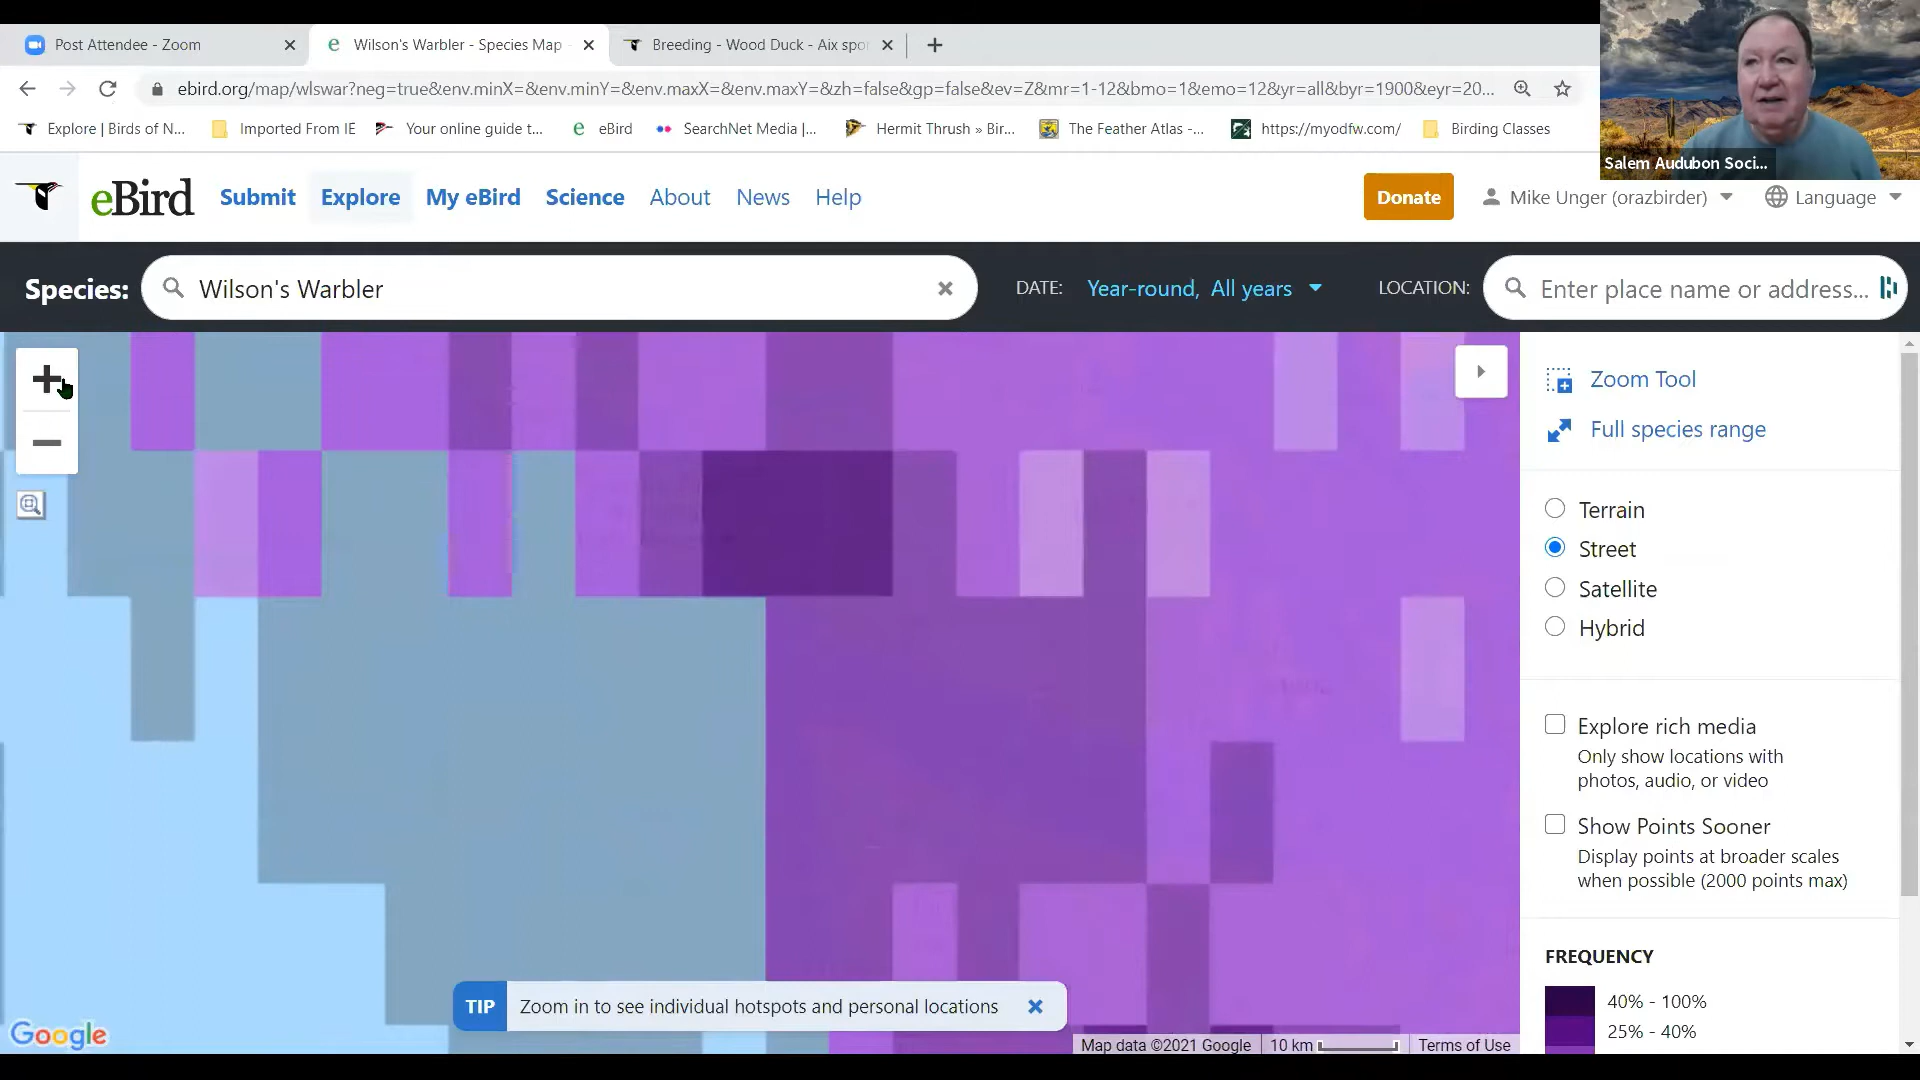 Post Attendee - Zoom
Wilson's Warbler - Species Map
Breeding - Wood Duck - Aix spo
ebird.org/map/wlswar?neg=true&env.minX=&env.minY=&env.maxX=&env.maxY=&zh=false&gp=false&ev=Z&mr=1-12&bmo=1&emo=12&yr=all&byr=1900&eyr=20...
Explore | Birds of N...
Imported From IE
Your online guide t...
eBird
SearchNet Media |...
Hermit Thrush » Bir...
The Feather Atlas -...
https://myodfw.com/
Birding Classes
Salem Audubon Soci...
eBird
Submit
Explore
My eBird
Science
About
News
Help
Donate
Mike Unger (orazbirder)
Language
Species:
Wilson's Warbler
DATE:
Year-round, All years
LOCATION:
Enter place name or address...
Zoom Tool
Full species range
Terrain
Street
Satellite
Hybrid
Explore rich media
Only show locations with
photos, audio, or video
Show Points Sooner
Display points at broader scales
when possible (2000 points max)
FREQUENCY
40% - 100%
25% - 40%
TIP
Zoom in to see individual hotspots and personal locations
Google
Map data ©2021 Google
10 km
Terms of Use